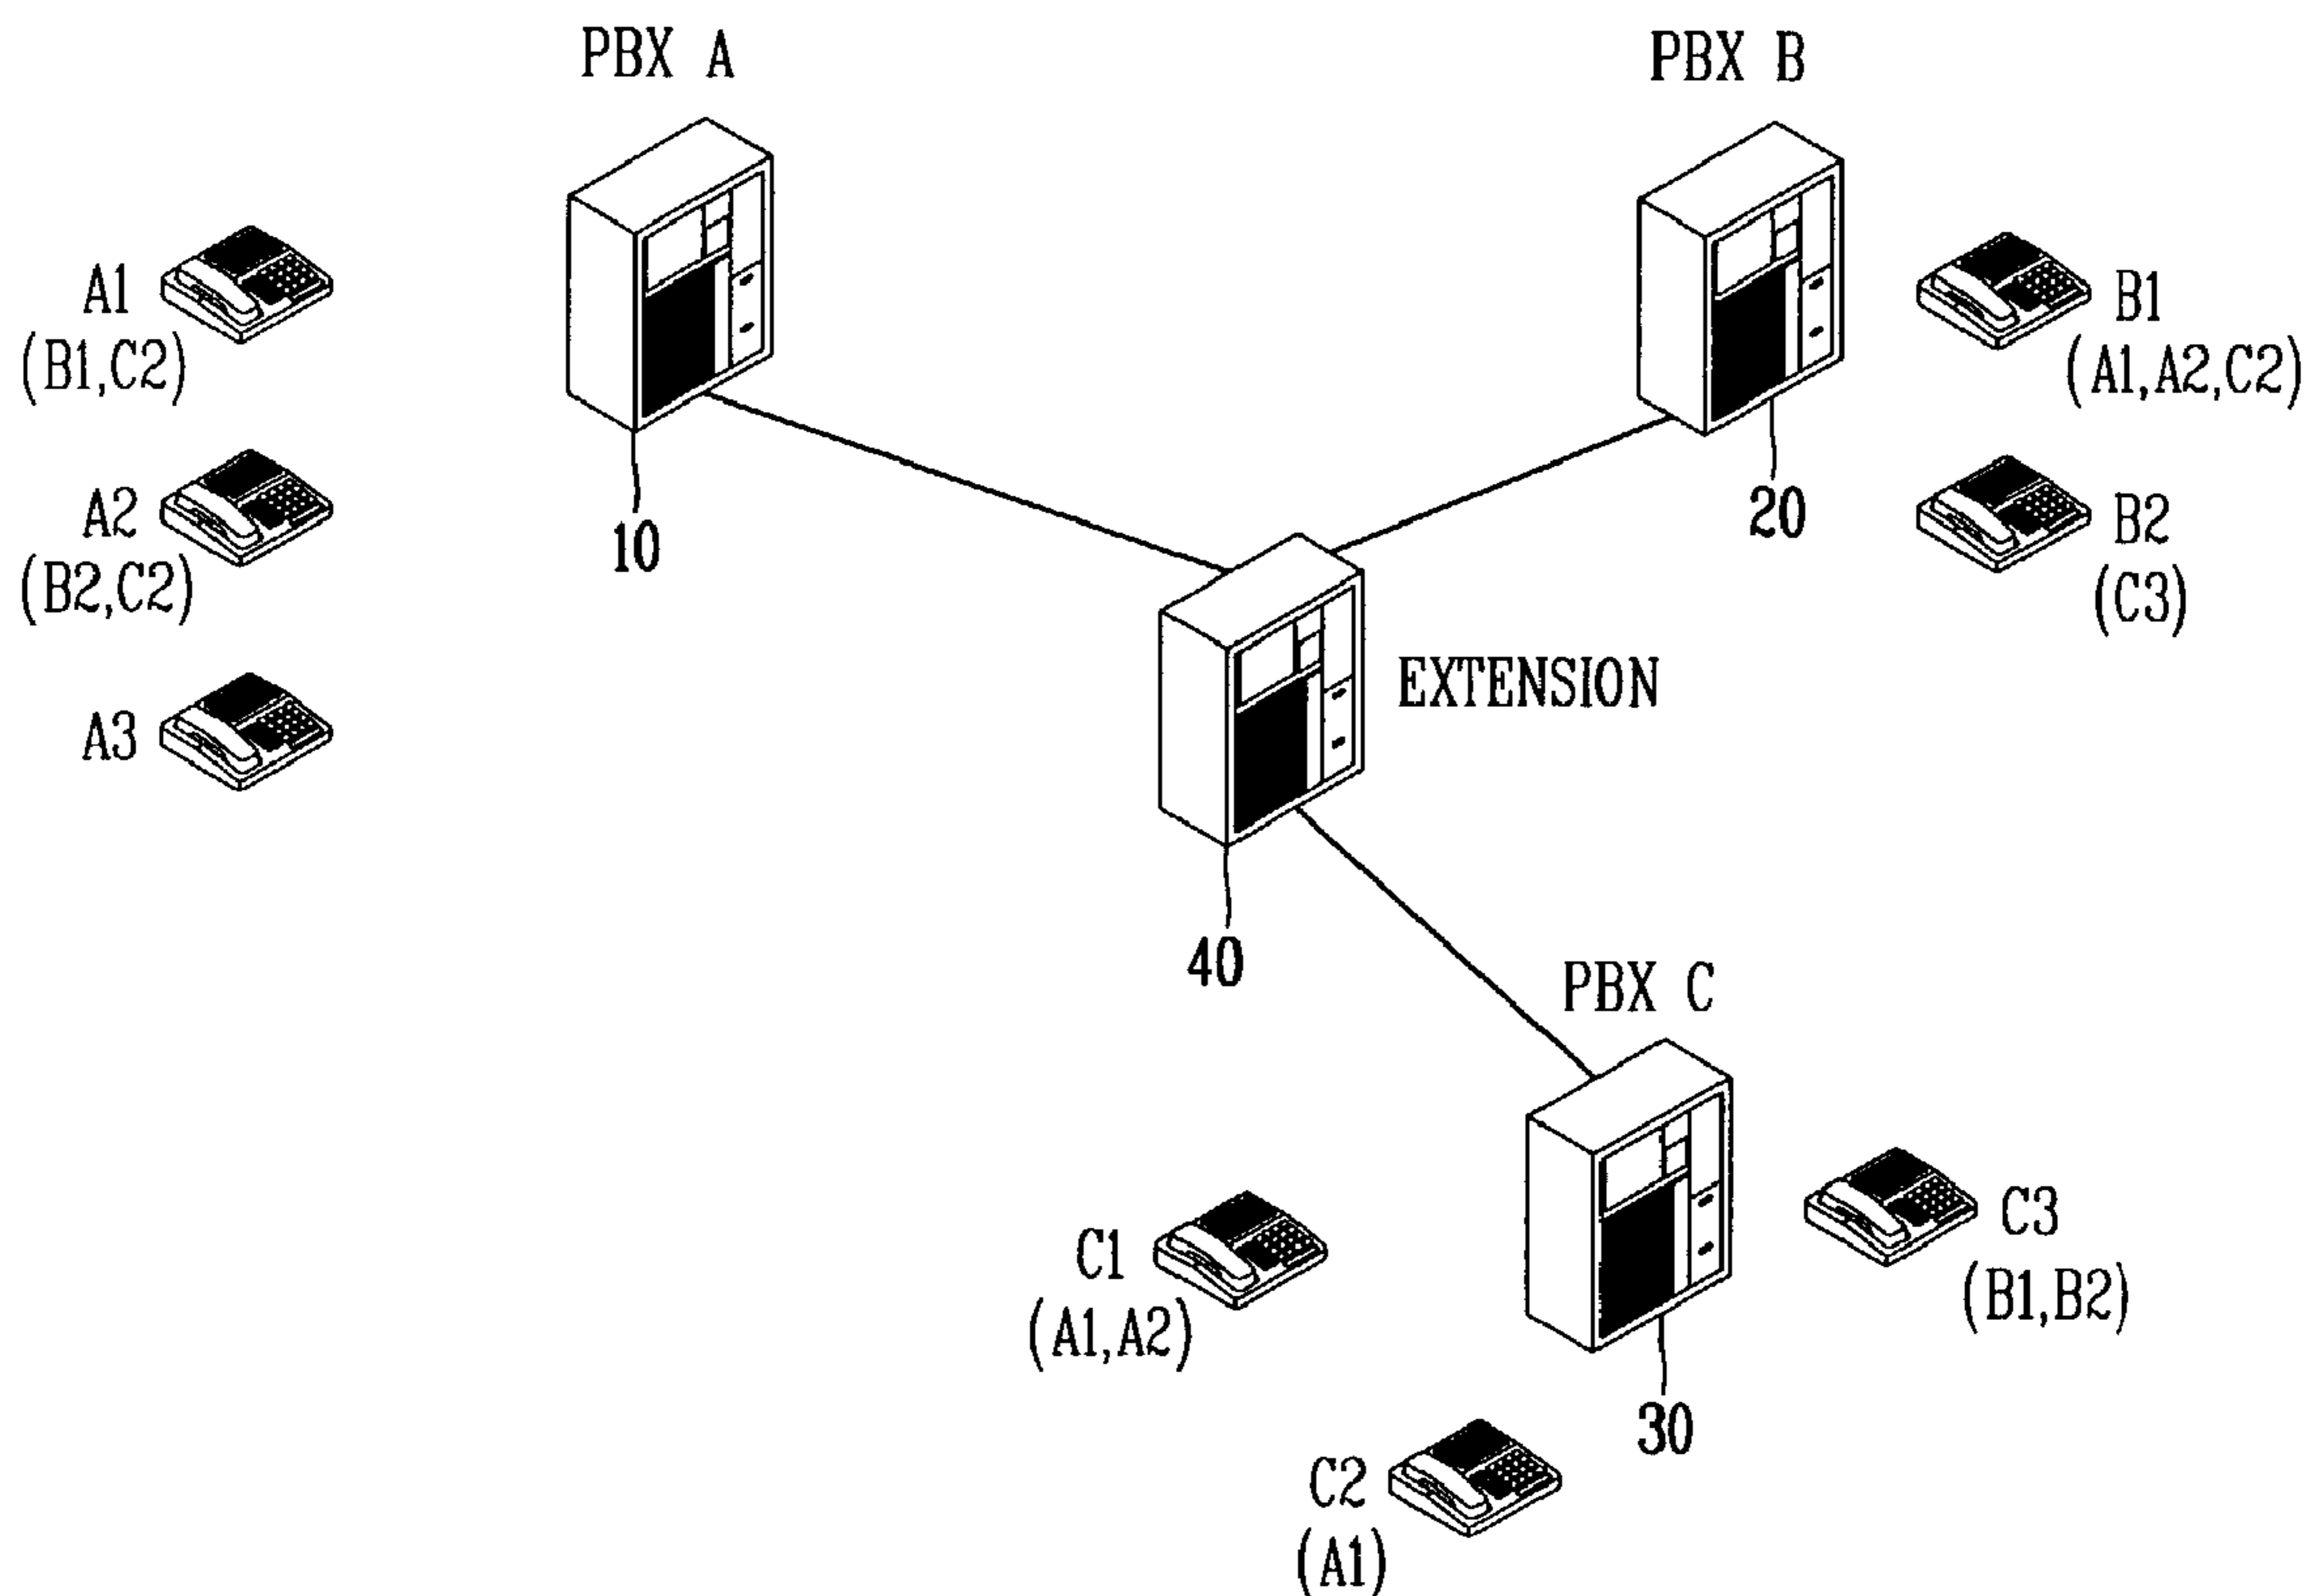 PBX A
PBX B
A1
(B1,C2)
B1
(A1,A2,C2)
A2
(B2,C2)
10
20
B2
(C3)
EXTENSION
A3
40
PBX C
C1
(A1,A2)
C3
(B1,B2)
30
C2
(A1)